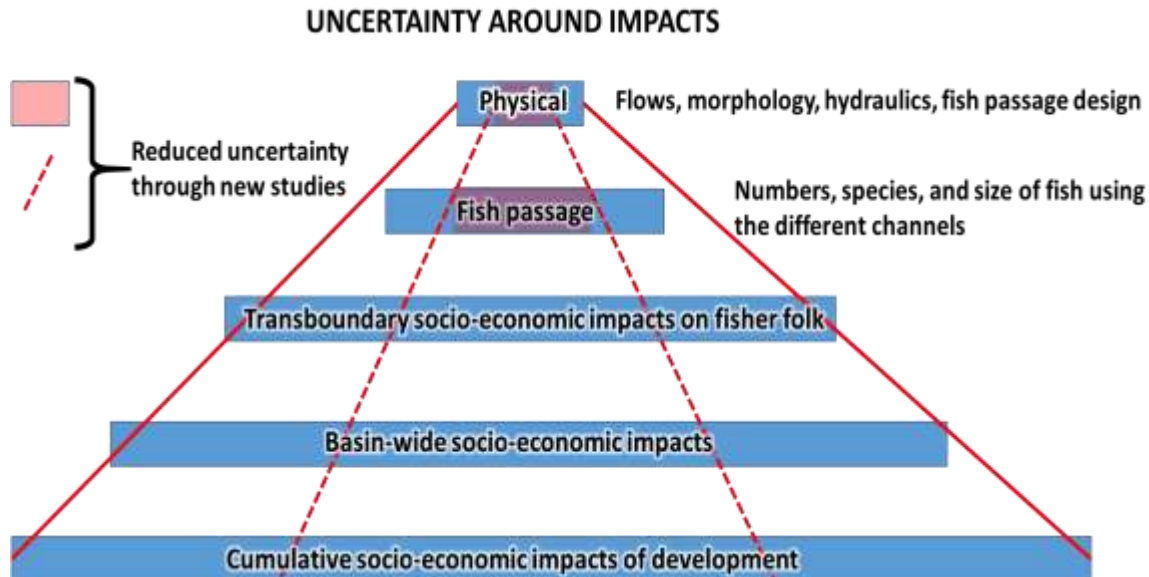 UNCERTAINTY AROUND IMPACTS
Physical
Flows, morphology, hydraulics, fish passage design
Reduced uncertainty
through new studies
Fish passage
Numbers, species, and size of fish using
the different channels
Transboundary socio-economic impacts on fisher folk
Basin-wide socio-economic impacts
Cumulative socio-economic impacts of development